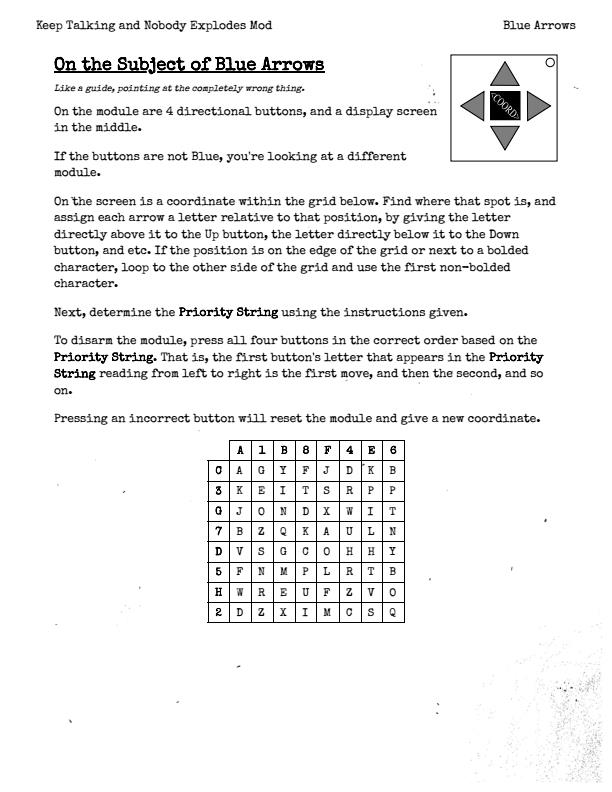 Keep Talking and Nobody Explodes Mod Blue Arrows
On the Subject of Blue Arrows
Like a guide, pointing at the completely wrong thing.
<COORD>
On the module are 4 directional buttons, and a display screen
in the middle.
If the buttons are not Blue, you're looking at a different
module.
On the screen is a coordinate within the grid below. Find where that spot is, and
assign each arrow a letter relative to that position, by giving the letter
directly above it to the Up button, the letter directly below it to the Down
button, and etc. If the position is on the edge of the grid or next to a bolded
character, loop to the other side of the grid and use the first non-bolded
character.
Next, determine the Priority String using the instructions given.
To disarm the module, press all four buttons in the correct order based on the
Priority String. That is, the first button's letter that appears in the Priority
String reading from left to right is the first move, and then the second, and so
on.
Pressing an incorrect button will reset the module and give a new coordinate.
A 1 B 8 F 4 E 6
C A G Y F J D K B
3 K E I T S R P P
G J O N D X W I T
7 B Z Q K A U L N
D V S G C O H H Y
5 F N M P L R T B
H W R E U F Z V O
2 D Z X I M C S Q